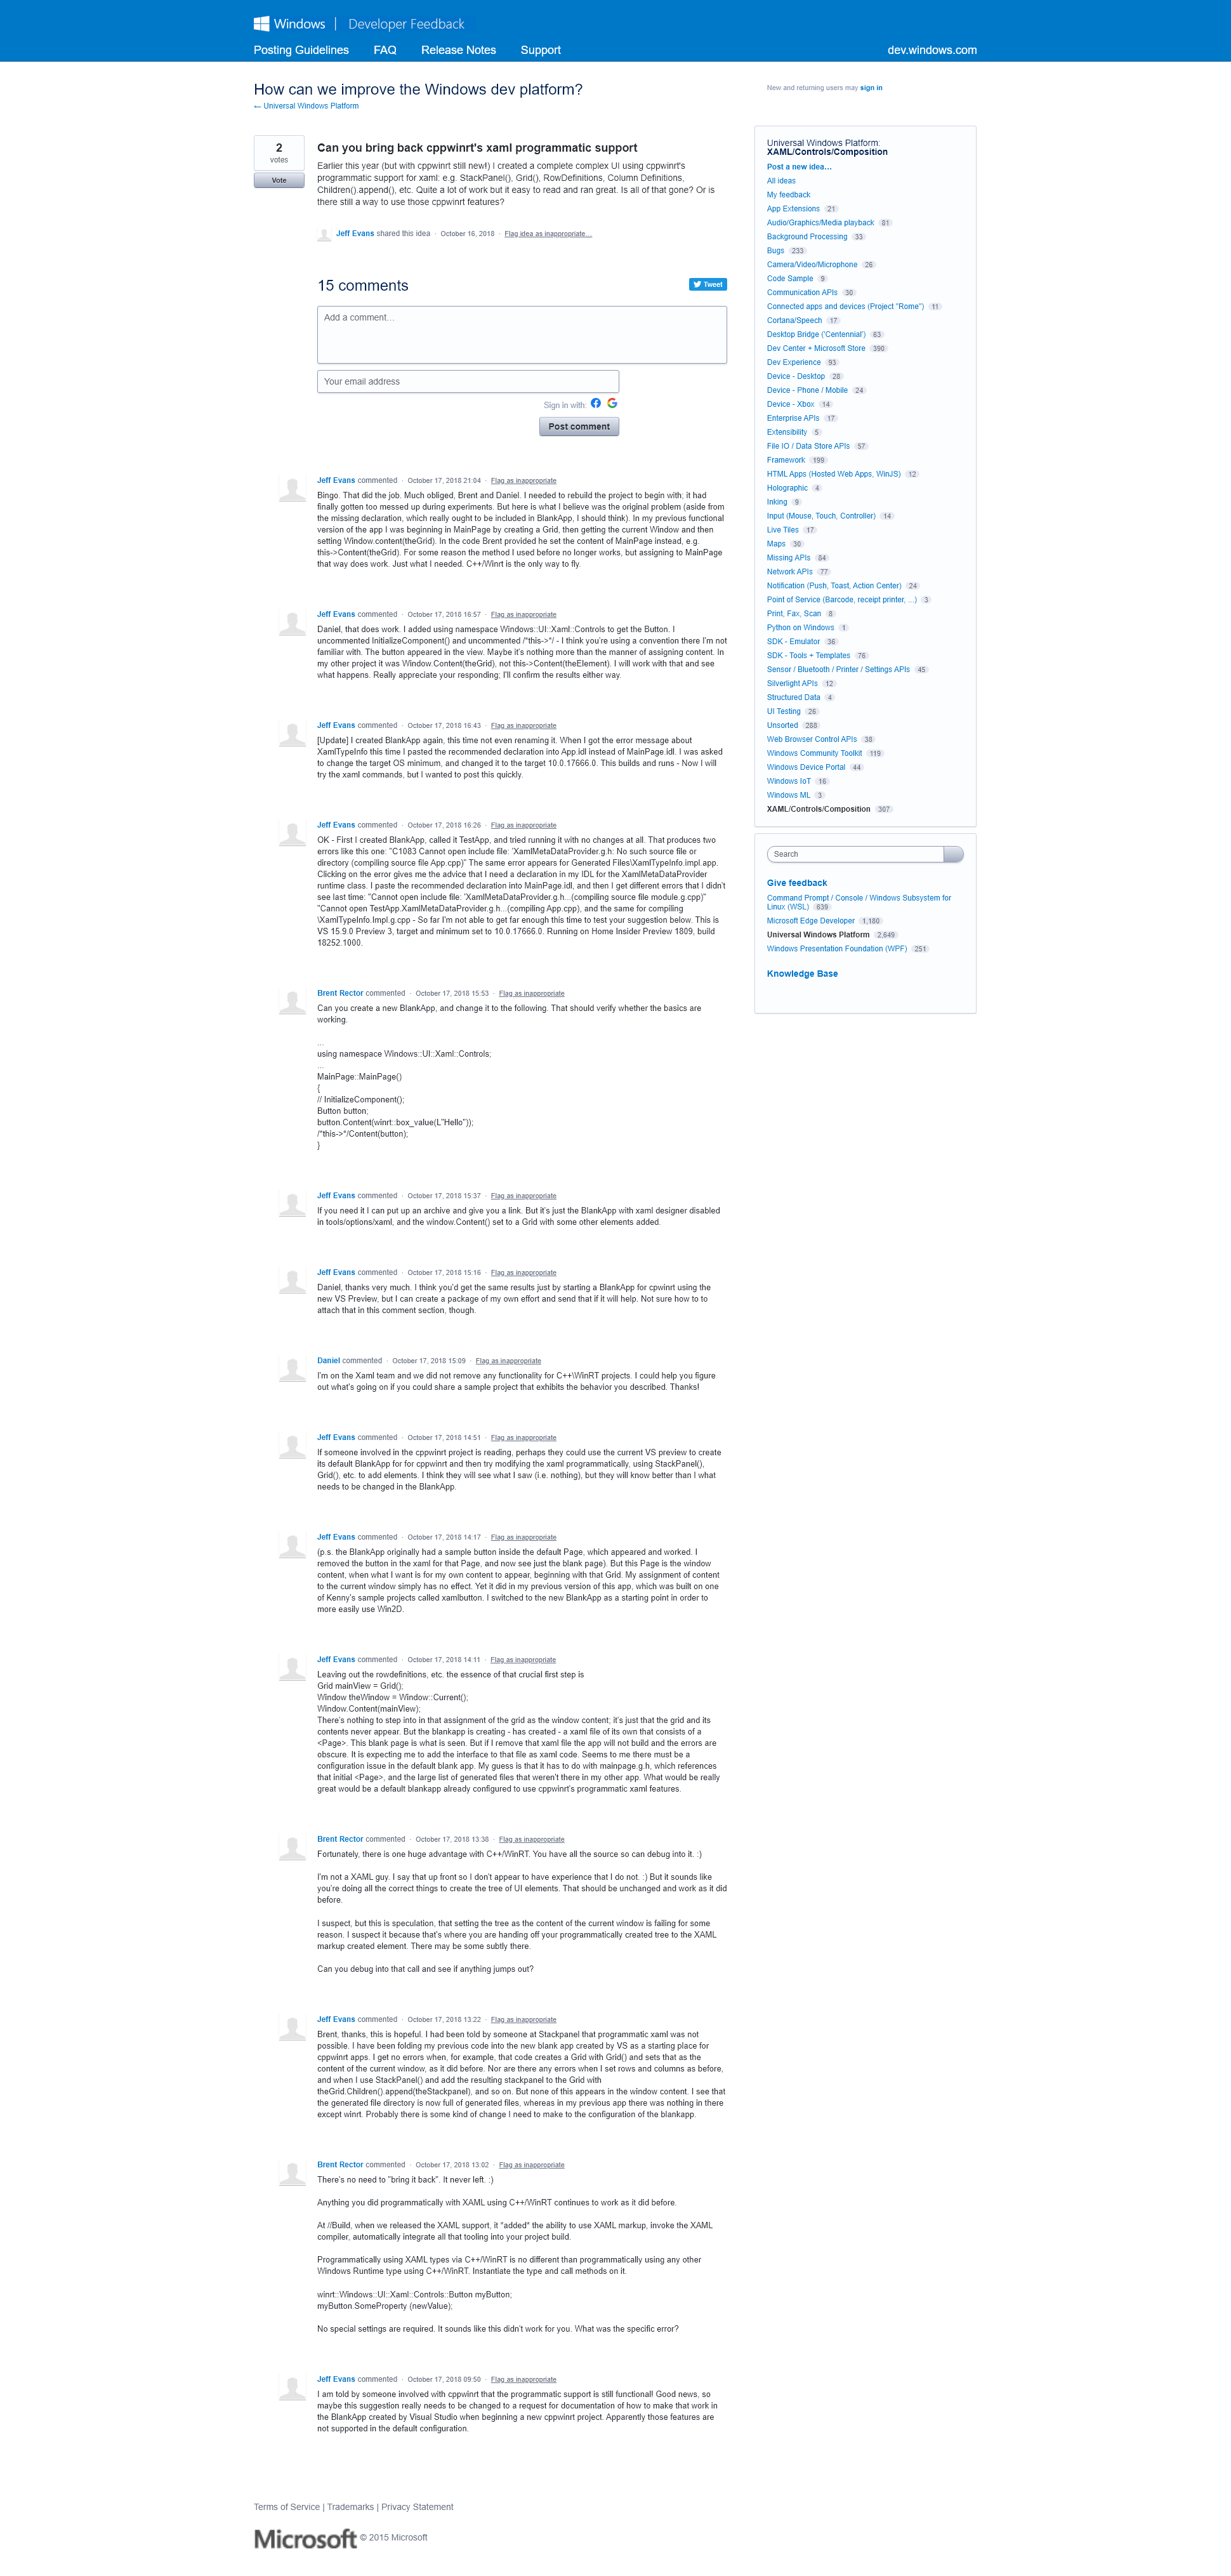 Windows | Developer Feedback
Posting Guidelines FAQ Release Notes Support dev.windows.com
How can we improve the Windows dev platform?
← Universal Windows Platform
New and returning users may sign in
2
votes
Vote
Can you bring back cppwinrt's xaml programmatic support
Earlier this year (but with cppwinrt still new!) I created a complete complex UI using cppwinrt's
programmatic support for xaml: e.g. StackPanel(), Grid(), RowDefinitions, Column Definitions,
Children().append(), etc. Quite a lot of work but it easy to read and ran great. Is all of that gone? Or is
there still a way to use those cppwinrt features?
Jeff Evans shared this idea · October 16, 2018 · Flag idea as inappropriate…
15 comments
Tweet
Add a comment…
Your email address
Sign in with:
Post comment
Jeff Evans commented · October 17, 2018 21:04 · Flag as inappropriate
Bingo. That did the job. Much obliged, Brent and Daniel. I needed to rebuild the project to begin with; it had
finally gotten too messed up during experiments. But here is what I believe was the original problem (aside from
the missing declaration, which really ought to be included in BlankApp, I should think). In my previous functional
version of the app I was beginning in MainPage by creating a Grid, then getting the current Window and then
setting Window.content(theGrid). In the code Brent provided he set the content of MainPage instead, e.g.
this->Content(theGrid). For some reason the method I used before no longer works, but assigning to MainPage
that way does work. Just what I needed. C++/Winrt is the only way to fly.
Jeff Evans commented · October 17, 2018 16:57 · Flag as inappropriate
Daniel, that does work. I added using namespace Windows::UI::Xaml::Controls to get the Button. I
uncommented InitializeComponent() and uncommented /*this->*/ - I think you're using a convention there I'm not
familiar with. The button appeared in the view. Maybe it's nothing more that the manner of assigning content. In
my other project it was Window.Content(theGrid), not this->Content(theElement). I will work with that and see
what happens. Really appreciate your responding; I'll confirm the results either way.
Jeff Evans commented · October 17, 2018 16:43 · Flag as inappropriate
[Update] I created BlankApp again, this time not even renaming it. When I got the error message about
XamlTypeInfo this time I pasted the recommended declaration into App.idl instead of MainPage.idl. I was asked
to change the target OS minimum, and changed it to the target 10.0.17666.0. This builds and runs - Now I will
try the xaml commands, but I wanted to post this quickly.
Jeff Evans commented · October 17, 2018 16:26 · Flag as inappropriate
OK - First I created BlankApp, called it TestApp, and tried running it with no changes at all. That produces two
errors like this one: "C1083 Cannot open include file: 'XamlMetaDataProvider.g.h: No such source file or
directory (compiling source file App.cpp)" The same error appears for Generated Files\XamlTypeInfo.impl.app.
Clicking on the error gives me the advice that I need a declaration in my IDL for the XamlMetaDataProvider
runtime class. I paste the recommended declaration into MainPage.idl, and then I get different errors that I didn't
see last time: "Cannot open include file: 'XamlMetaDataProvider.g.h...(compiling source file module.g.cpp)"
"Cannot open TestApp.XamlMetaDataProvider.g.h... (compiling App.cpp), and the same for compiling
\XamlTypeInfo.Impl.g.cpp - So far I'm not able to get far enough this time to test your suggestion below. This is
VS 15.9.0 Preview 3, target and minimum set to 10.0.17666.0. Running on Home Insider Preview 1809, build
18252.1000.
Brent Rector commented · October 17, 2018 15:53 · Flag as inappropriate
Can you create a new BlankApp, and change it to the following. That should verify whether the basics are
working.
...
using namespace Windows::UI::Xaml::Controls;
...
MainPage::MainPage()
{
// InitializeComponent();
Button button;
button.Content(winrt::box_value(L"Hello"));
/*this->*/Content(button);
}
Jeff Evans commented · October 17, 2018 15:37 · Flag as inappropriate
If you need it I can put up an archive and give you a link. But it's just the BlankApp with xaml designer disabled
in tools/options/xaml, and the window.Content() set to a Grid with some other elements added.
Jeff Evans commented · October 17, 2018 15:16 · Flag as inappropriate
Daniel, thanks very much. I think you'd get the same results just by starting a BlankApp for cpwinrt using the
new VS Preview, but I can create a package of my own effort and send that if it will help. Not sure how to to
attach that in this comment section, though.
Daniel commented · October 17, 2018 15:09 · Flag as inappropriate
I'm on the Xaml team and we did not remove any functionality for C++\WinRT projects. I could help you figure
out what's going on if you could share a sample project that exhibits the behavior you described. Thanks!
Jeff Evans commented · October 17, 2018 14:51 · Flag as inappropriate
If someone involved in the cppwinrt project is reading, perhaps they could use the current VS preview to create
its default BlankApp for for cppwinrt and then try modifying the xaml programmatically, using StackPanel(),
Grid(), etc. to add elements. I think they will see what I saw (i.e. nothing), but they will know better than I what
needs to be changed in the BlankApp.
Jeff Evans commented · October 17, 2018 14:17 · Flag as inappropriate
(p.s. the BlankApp originally had a sample button inside the default Page, which appeared and worked. I
removed the button in the xaml for that Page, and now see just the blank page). But this Page is the window
content, when what I want is for my own content to appear, beginning with that Grid. My assignment of content
to the current window simply has no effect. Yet it did in my previous version of this app, which was built on one
of Kenny's sample projects called xamlbutton. I switched to the new BlankApp as a starting point in order to
more easily use Win2D.
Jeff Evans commented · October 17, 2018 14:11 · Flag as inappropriate
Leaving out the rowdefinitions, etc. the essence of that crucial first step is
Grid mainView = Grid();
Window theWindow = Window::Current();
Window.Content(mainView);
There's nothing to step into in that assignment of the grid as the window content; it's just that the grid and its
contents never appear. But the blankapp is creating - has created - a xaml file of its own that consists of a
<Page>. This blank page is what is seen. But if I remove that xaml file the app will not build and the errors are
obscure. It is expecting me to add the interface to that file as xaml code. Seems to me there must be a
configuration issue in the default blank app. My guess is that it has to do with mainpage.g.h, which references
that initial <Page>, and the large list of generated files that weren't there in my other app. What would be really
great would be a default blankapp already configured to use cppwinrt's programmatic xaml features.
Brent Rector commented · October 17, 2018 13:38 · Flag as inappropriate
Fortunately, there is one huge advantage with C++/WinRT. You have all the source so can debug into it. :)
I'm not a XAML guy. I say that up front so I don't appear to have experience that I do not. :) But it sounds like
you're doing all the correct things to create the tree of UI elements. That should be unchanged and work as it did
before.
I suspect, but this is speculation, that setting the tree as the content of the current window is failing for some
reason. I suspect it because that's where you are handing off your programmatically created tree to the XAML
markup created element. There may be some subtly there.
Can you debug into that call and see if anything jumps out?
Jeff Evans commented · October 17, 2018 13:22 · Flag as inappropriate
Brent, thanks, this is hopeful. I had been told by someone at Stackpanel that programmatic xaml was not
possible. I have been folding my previous code into the new blank app created by VS as a starting place for
cppwinrt apps. I get no errors when, for example, that code creates a Grid with Grid() and sets that as the
content of the current window, as it did before. Nor are there any errors when I set rows and columns as before,
and when I use StackPanel() and add the resulting stackpanel to the Grid with
theGrid.Children().append(theStackpanel), and so on. But none of this appears in the window content. I see that
the generated file directory is now full of generated files, whereas in my previous app there was nothing in there
except winrt. Probably there is some kind of change I need to make to the configuration of the blankapp.
Brent Rector commented · October 17, 2018 13:02 · Flag as inappropriate
There's no need to "bring it back". It never left. :)
Anything you did programmatically with XAML using C++/WinRT continues to work as it did before.
At //Build, when we released the XAML support, it *added* the ability to use XAML markup, invoke the XAML
compiler, automatically integrate all that tooling into your project build.
Programmatically using XAML types via C++/WinRT is no different than programmatically using any other
Windows Runtime type using C++/WinRT. Instantiate the type and call methods on it.
winrt::Windows::UI::Xaml::Controls::Button myButton;
myButton.SomeProperty (newValue);
No special settings are required. It sounds like this didn't work for you. What was the specific error?
Jeff Evans commented · October 17, 2018 09:50 · Flag as inappropriate
I am told by someone involved with cppwinrt that the programmatic support is still functional! Good news, so
maybe this suggestion really needs to be changed to a request for documentation of how to make that work in
the BlankApp created by Visual Studio when beginning a new cppwinrt project. Apparently those features are
not supported in the default configuration.
Universal Windows Platform:
XAML/Controls/Composition
Post a new idea…
All ideas
My feedback
App Extensions 21
Audio/Graphics/Media playback 81
Background Processing 33
Bugs 233
Camera/Video/Microphone 26
Code Sample 9
Communication APIs 30
Connected apps and devices (Project "Rome") 11
Cortana/Speech 17
Desktop Bridge ('Centennial') 63
Dev Center + Microsoft Store 390
Dev Experience 93
Device - Desktop 28
Device - Phone / Mobile 24
Device - Xbox 14
Enterprise APIs 17
Extensibility 5
File IO / Data Store APIs 57
Framework 199
HTML Apps (Hosted Web Apps, WinJS) 12
Holographic 4
Inking 9
Input (Mouse, Touch, Controller) 14
Live Tiles 17
Maps 30
Missing APIs 84
Network APIs 77
Notification (Push, Toast, Action Center) 24
Point of Service (Barcode, receipt printer, ...) 3
Print, Fax, Scan 8
Python on Windows 1
SDK - Emulator 36
SDK - Tools + Templates 76
Sensor / Bluetooth / Printer / Settings APIs 45
Silverlight APIs 12
Structured Data 4
UI Testing 26
Unsorted 288
Web Browser Control APIs 38
Windows Community Toolkit 119
Windows Device Portal 44
Windows IoT 16
Windows ML 3
XAML/Controls/Composition 307
Search
Give feedback
Command Prompt / Console / Windows Subsystem for
Linux (WSL) 639
Microsoft Edge Developer 1,180
Universal Windows Platform 2,649
Windows Presentation Foundation (WPF) 251
Knowledge Base
Terms of Service | Trademarks | Privacy Statement
Microsoft © 2015 Microsoft